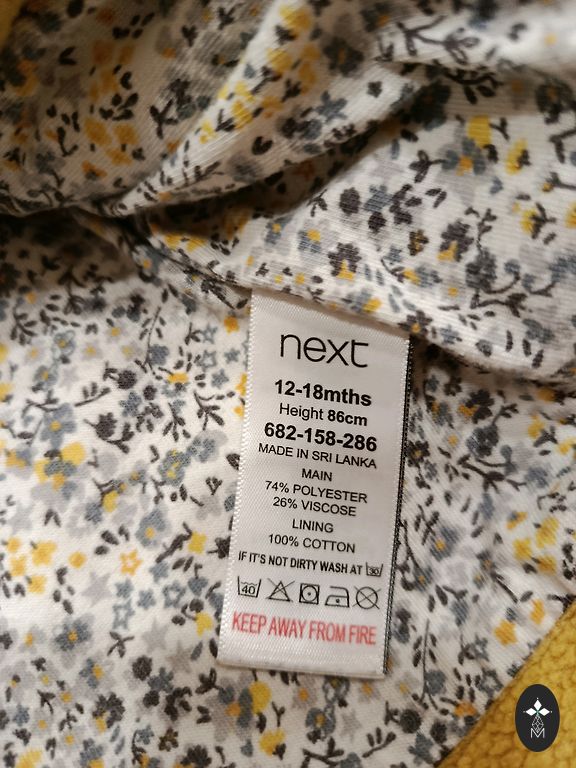 next
12-18mths
Height 86cm
682-158-286
MADE IN SRI LANKA
MAIN
74% POLYESTER
26% VISCOSE
LINING
100% COTTON
IF IT'S NOT DIRTY WASH AT 30
40
KEEP AWAY FROM FIRE
M